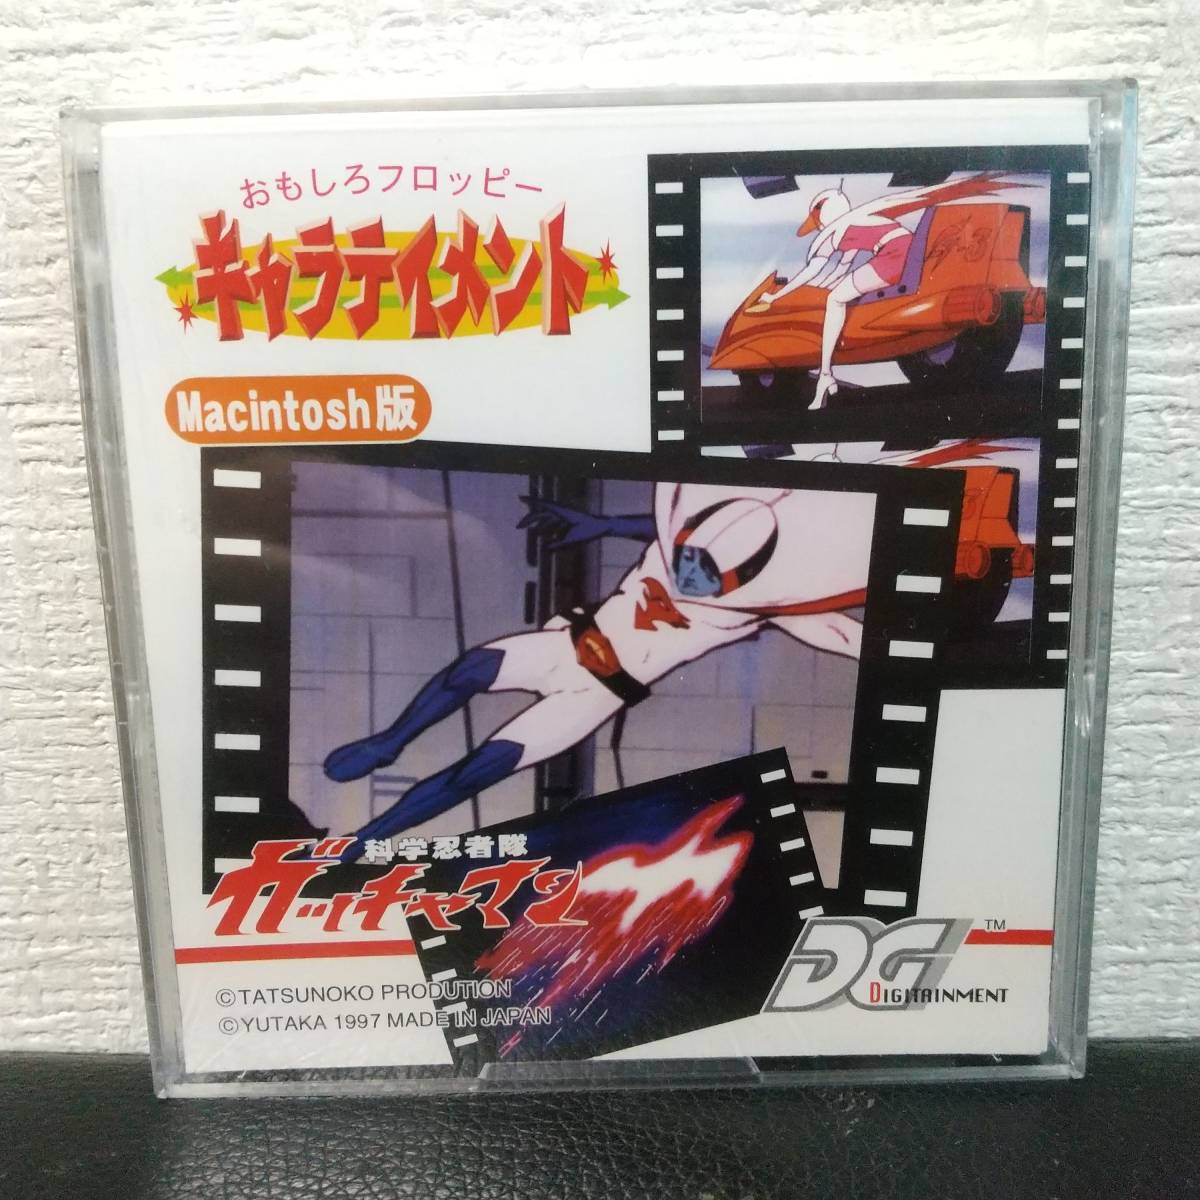 おもしろフロッピー
キャラテイメント
Macintosh版
G-3
科学忍者隊
ガッチャマン
DG™
DIGITAINMENT
©TATSUNOKO PRODUTION
©YUTAKA 1997 MADE IN JAPAN